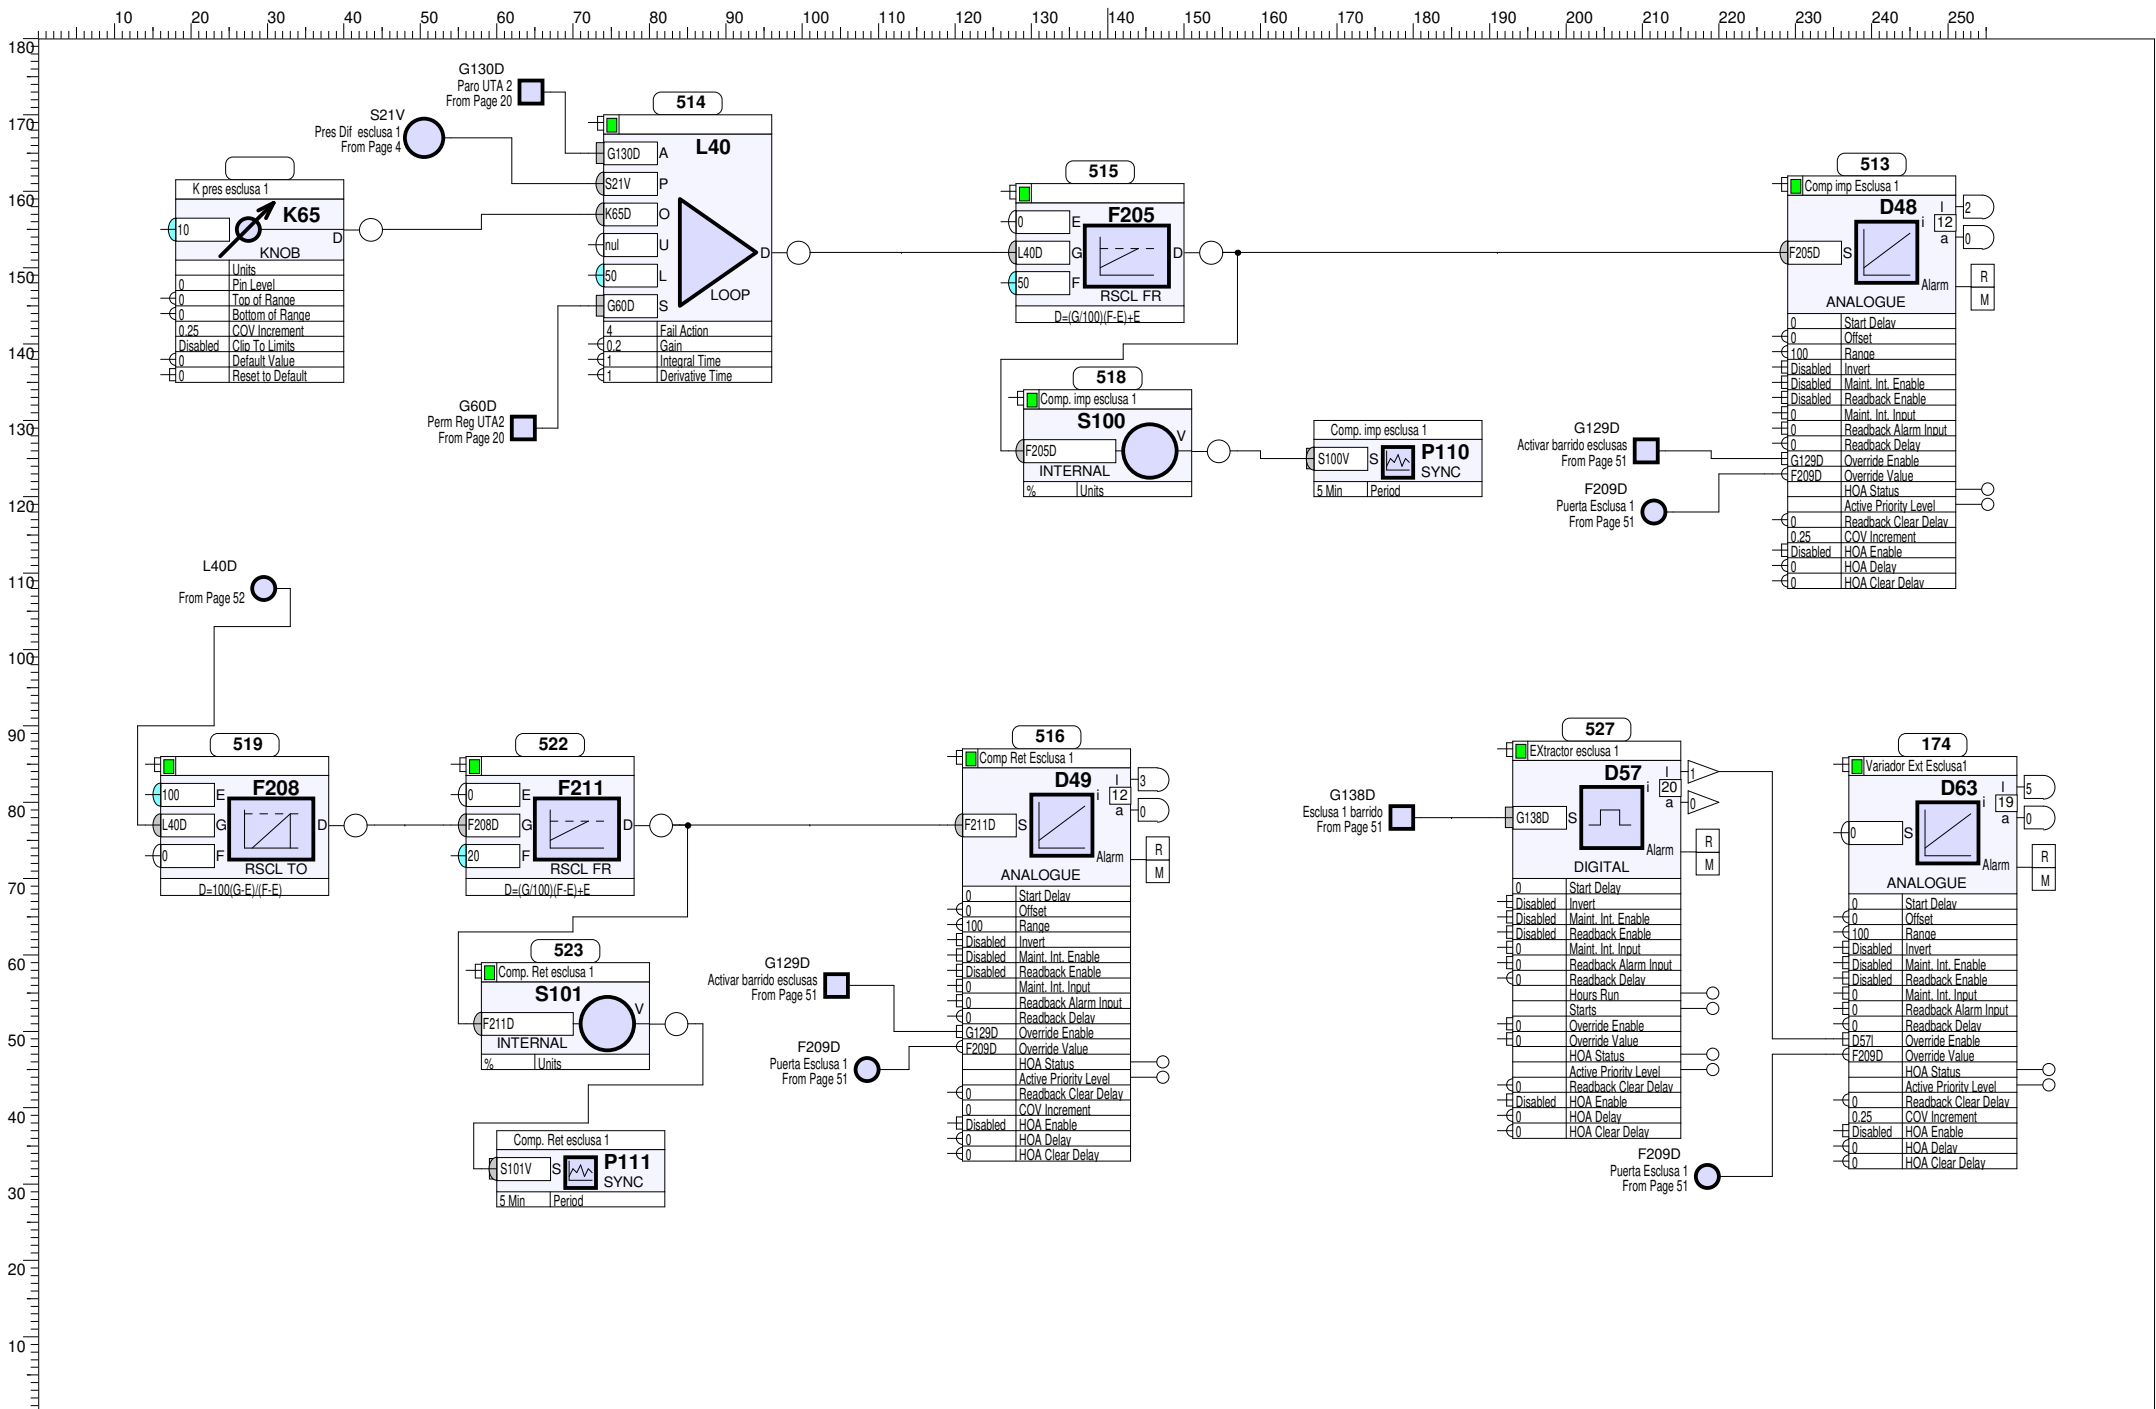 10 20 30 40 50 60 70 80 90 100 110 120 130 140 150 160 170 180 190 200 210 220 230 240 250
180
170
160
150
140
130
120
110
100
90
80
70
60
50
40
30
20
10
K pres esclusa 1
K65
10
D
KNOB
Units
0 Pin Level
0 Top of Range
0 Bottom of Range
0.25 COV Increment
Disabled Clip To Limits
0 Default Value
0 Reset to Default
S21V
Pres Dif esclusa 1
From Page 4
G130D
Paro UTA 2
From Page 20
G60D
Perm Reg UTA2
From Page 20
514
L40
G130D A
S21V P
K65D O
nul U
50 L
G60D S
D
LOOP
4 Fail Action
0.2 Gain
1 Integral Time
1 Derivative Time
515
F205
0 E
L40D G
50 F
D
RSCL FR
D=(G/100)(F-E)+E
518
Comp. imp esclusa 1
S100
V
F205D
INTERNAL
% Units
Comp. imp esclusa 1
S100V S P110
SYNC
5 Min Period
513
Comp imp Esclusa 1
D48
I 2
i 12
a 0
F205D S
Alarm
R
M
ANALOGUE
0 Start Delay
0 Offset
100 Range
Disabled Invert
Disabled Maint. Int. Enable
Disabled Readback Enable
0 Maint. Int. Input
0 Readback Alarm Input
0 Readback Delay
G129D Override Enable
F209D Override Value
HOA Status
Active Priority Level
0 Readback Clear Delay
0.25 COV Increment
Disabled HOA Enable
0 HOA Delay
0 HOA Clear Delay
G129D
Activar barrido esclusas
From Page 51
F209D
Puerta Esclusa 1
From Page 51
L40D
From Page 52
519
F208
100 E
L40D G
0 F
D
RSCL TO
D=100(G-E)/(F-E)
522
F211
0 E
F208D G
20 F
D
RSCL FR
D=(G/100)(F-E)+E
523
Comp. Ret esclusa 1
S101
V
F211D
INTERNAL
% Units
Comp. Ret esclusa 1
S101V S P111
SYNC
5 Min Period
G129D
Activar barrido esclusas
From Page 51
F209D
Puerta Esclusa 1
From Page 51
516
Comp Ret Esclusa 1
D49
I 3
i 12
a 0
F211D S
Alarm
R
M
ANALOGUE
0 Start Delay
0 Offset
100 Range
Disabled Invert
Disabled Maint. Int. Enable
Disabled Readback Enable
0 Maint. Int. Input
0 Readback Alarm Input
0 Readback Delay
G129D Override Enable
F209D Override Value
HOA Status
Active Priority Level
0 Readback Clear Delay
0 COV Increment
Disabled HOA Enable
0 HOA Delay
0 HOA Clear Delay
G138D
Esclusa 1 barrido
From Page 51
527
EXtractor esclusa 1
D57
I 1
i 20
a 0
G138D S
Alarm
R
M
DIGITAL
0 Start Delay
Disabled Invert
Disabled Maint. Int. Enable
Disabled Readback Enable
0 Maint. Int. Input
0 Readback Alarm Input
0 Readback Delay
Hours Run
Starts
0 Override Enable
0 Override Value
HOA Status
Active Priority Level
0 Readback Clear Delay
Disabled HOA Enable
0 HOA Delay
0 HOA Clear Delay
F209D
Puerta Esclusa 1
From Page 51
174
Variador Ext Esclusa1
D63
I 5
i 19
a 0
0 S
Alarm
R
M
ANALOGUE
0 Start Delay
0 Offset
100 Range
Disabled Invert
Disabled Maint. Int. Enable
Disabled Readback Enable
0 Maint. Int. Input
0 Readback Alarm Input
0 Readback Delay
D57I Override Enable
F209D Override Value
HOA Status
Active Priority Level
0 Readback Clear Delay
0.25 COV Increment
Disabled HOA Enable
0 HOA Delay
0 HOA Clear Delay